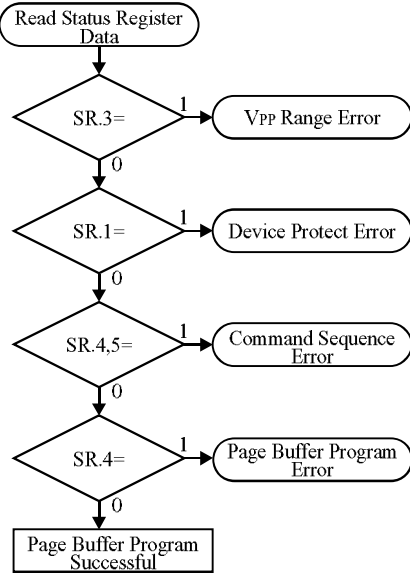 Read Status Register
Data
SR.3=
1
VPP Range Error
0
SR.1=
1
Device Protect Error
0
SR.4,5=
1
Command Sequence
Error
0
SR.4=
1
Page Buffer Program
Error
0
Page Buffer Program
Successful